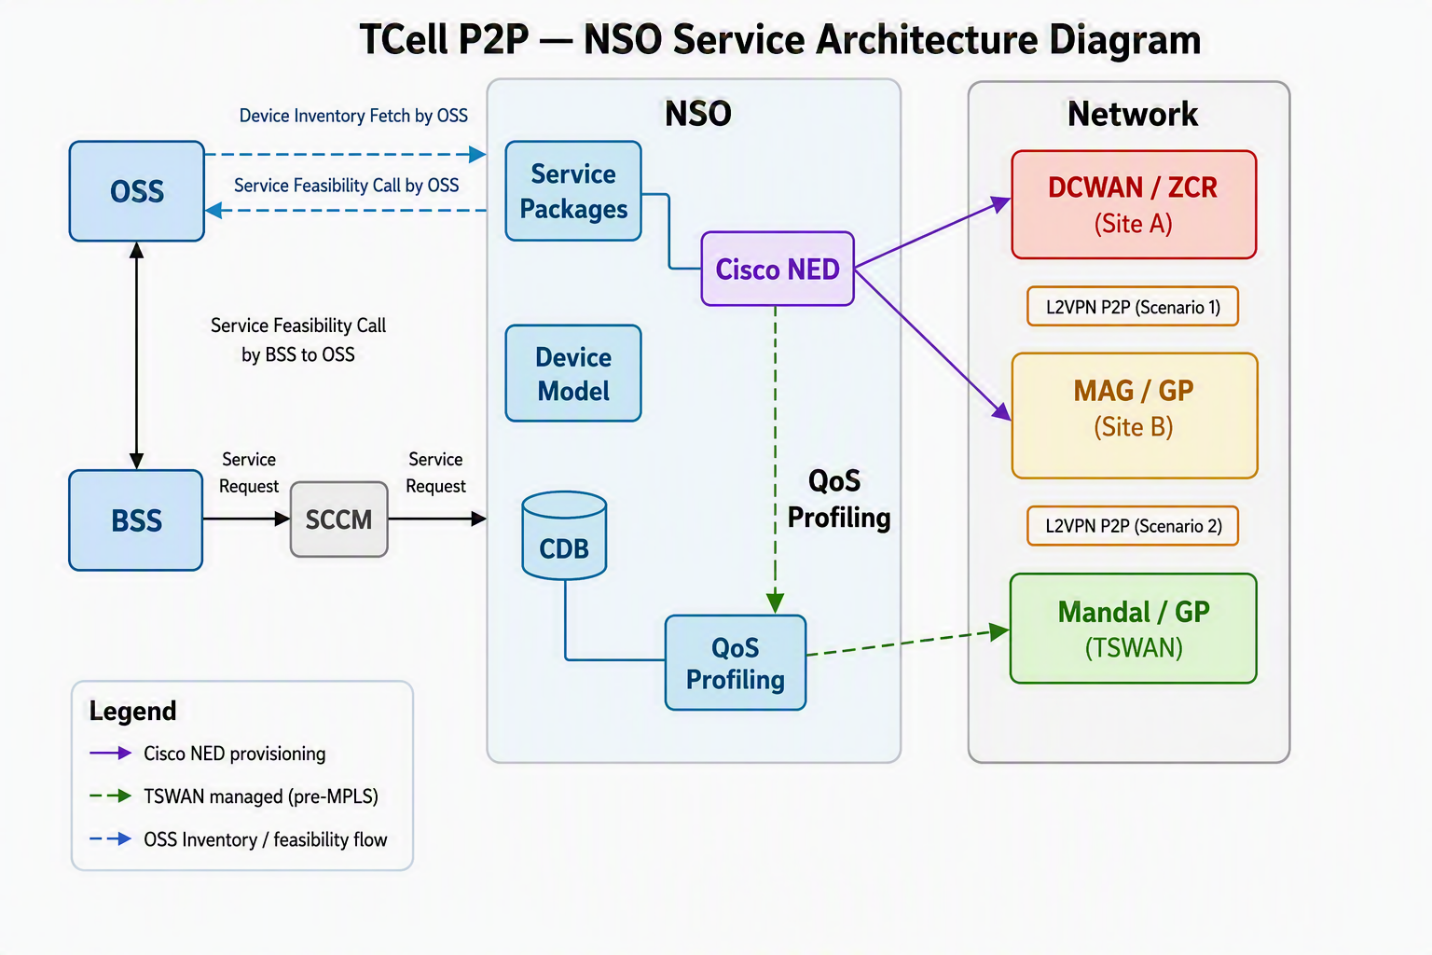 TCell P2P — NSO Service Architecture Diagram
Device Inventory Fetch by OSS
Service Feasibility Call by OSS
OSS
Service Feasibility Call
by BSS to OSS
BSS
Service
Request
SCCM
Service
Request
NSO
Service
Packages
Cisco NED
Device
Model
CDB
QoS
Profiling
QoS
Profiling
Network
DCWAN / ZCR
(Site A)
L2VPN P2P (Scenario 1)
MAG / GP
(Site B)
L2VPN P2P (Scenario 2)
Mandal / GP
(TSWAN)
Legend
Cisco NED provisioning
TSWAN managed (pre-MPLS)
OSS Inventory / feasibility flow